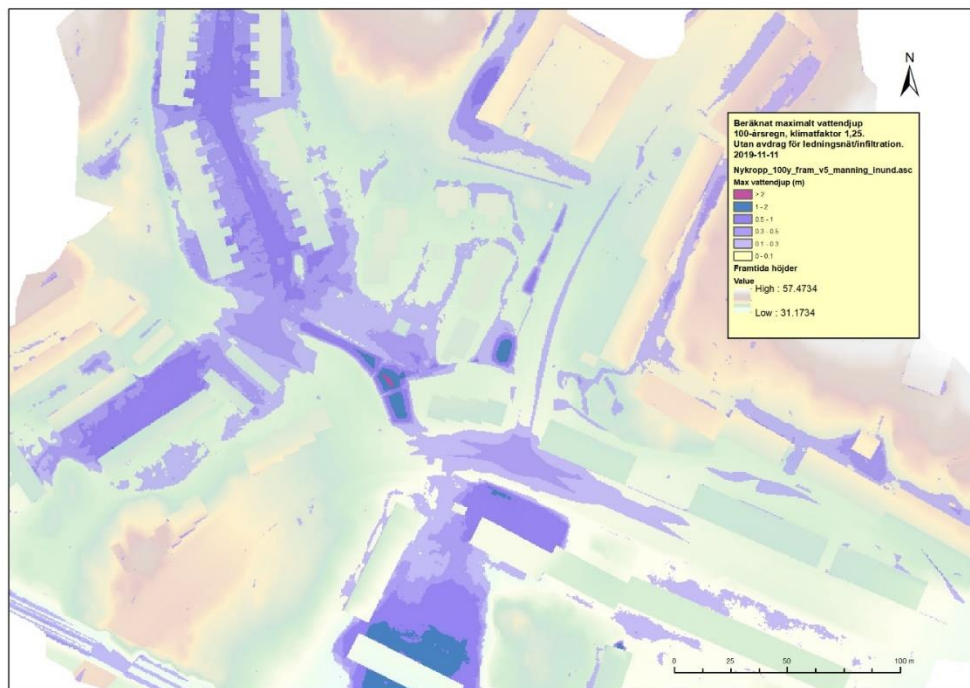 N
Beräknat maximalt vattendjup
100-årsregn, klimatfaktor 1,25.
Utan avdrag för ledningsnät/infiltration.
2019-11-11
Nykropp_100y_fram_v5_manning_inund.asc
Max vattendjup (m)
> 2
1 - 2
0.5 - 1
0.3 - 0.5
0.1 - 0.3
0 - 0.1
Framtida höjder
Value
High : 57.4734
Low : 31.1734
0 25 50 100 m